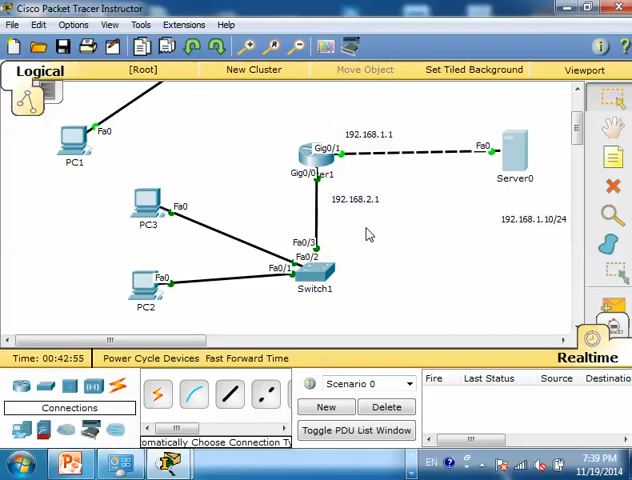 Cisco Packet Tracer Instructor
File Edit Options View Tools Extensions Help
Logical [Root] New Cluster Move Object Set Tiled Background Viewport
Fa0
PC1
192.168.1.1
Gig0/1
Fa0
Gig0/0
er1
Server0
Fa0
PC3
192.168.2.1
192.168.1.10/24
Fa0/3
Fa0/2
Fa0/1
Fa0
Switch1
PC2
Time: 00:42:55 Power Cycle Devices Fast Forward Time
Realtime
Scenario 0
Fire Last Status Source Destinatio
Connections
New Delete
Toggle PDU List Window
omatically Choose Connection Ty
EN
7:39 PM
11/19/2014